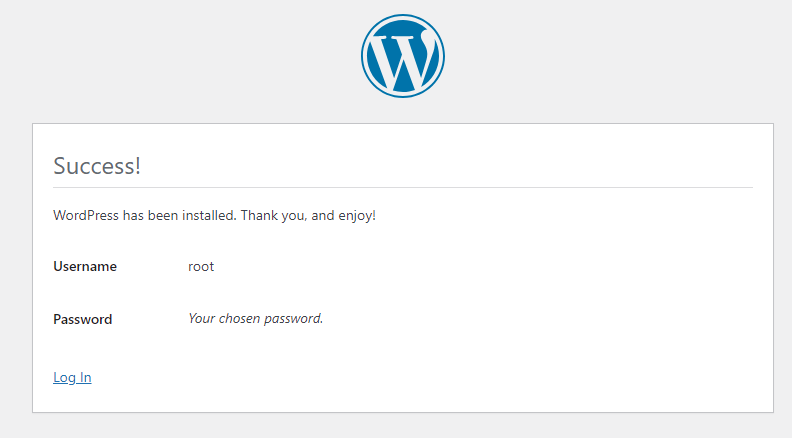 Success!
WordPress has been installed. Thank you, and enjoy!
Username root
Password Your chosen password.
Log In